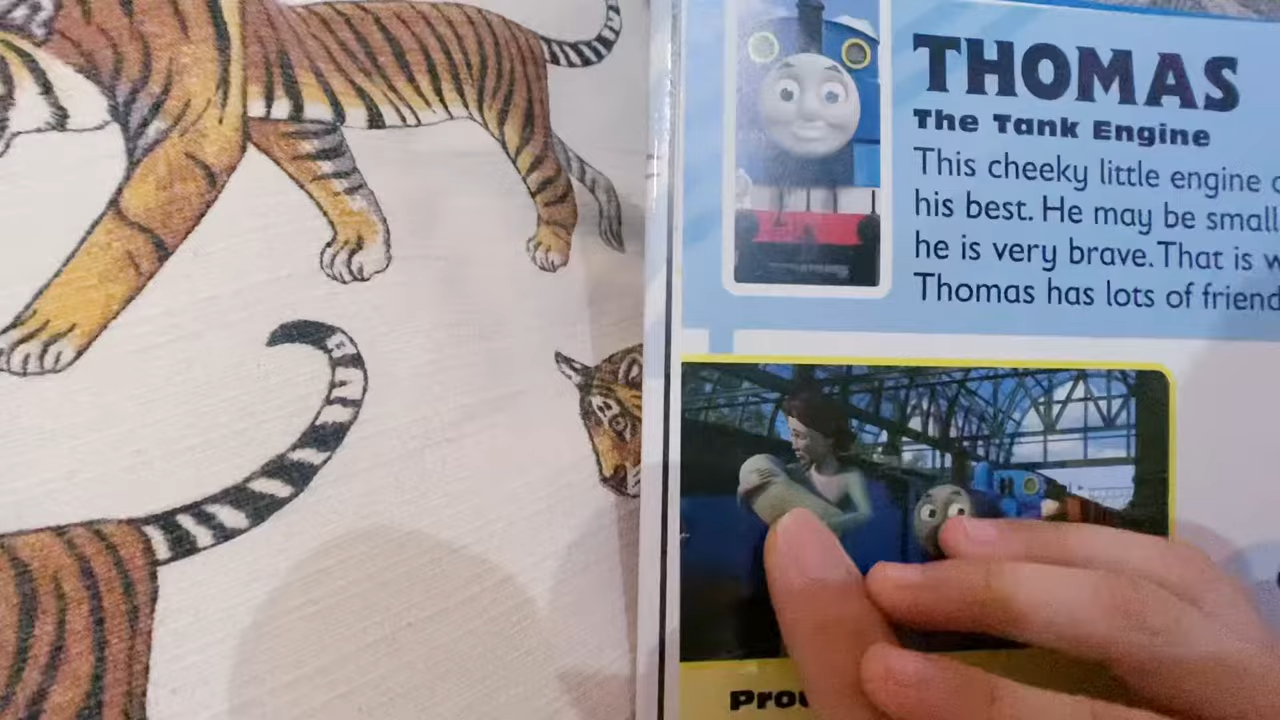 THOMAS
The Tank Engine
This cheeky little engine
his best. He may be small
he is very brave. That is
Thomas has lots of friend